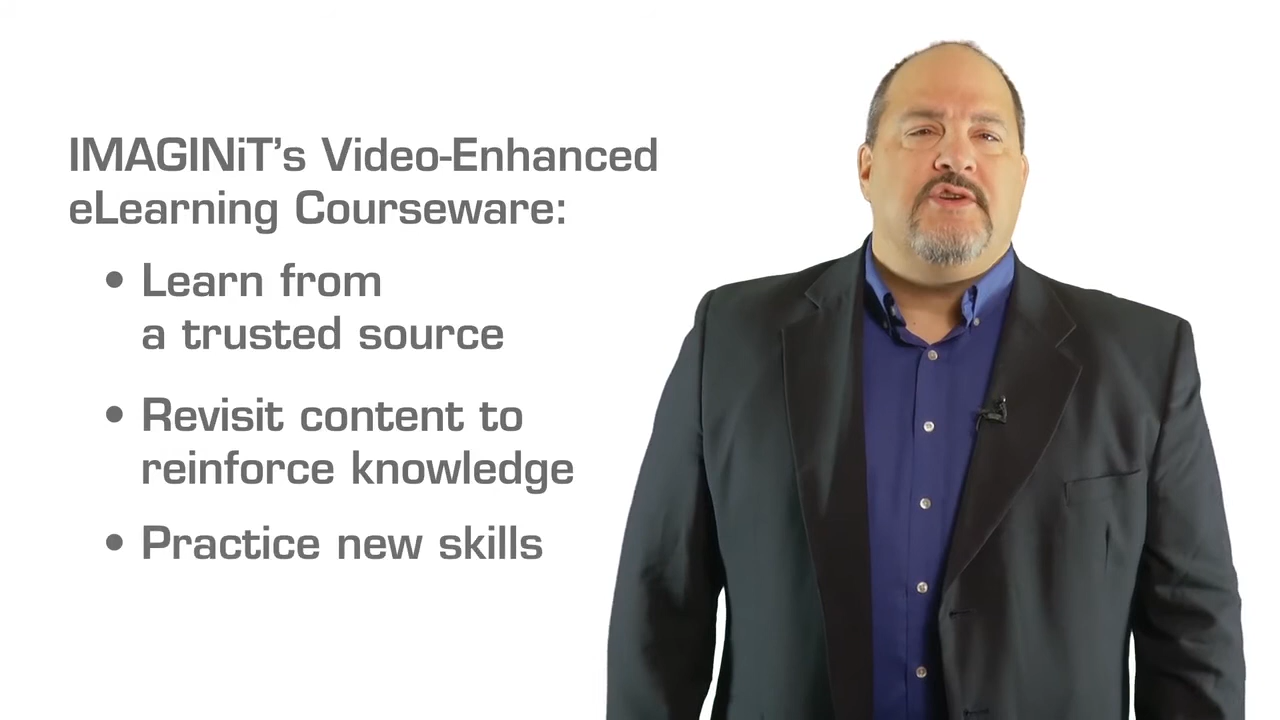 IMAGINiT’s Video-Enhanced
eLearning Courseware:
• Learn from
a trusted source
• Revisit content to
reinforce knowledge
• Practice new skills